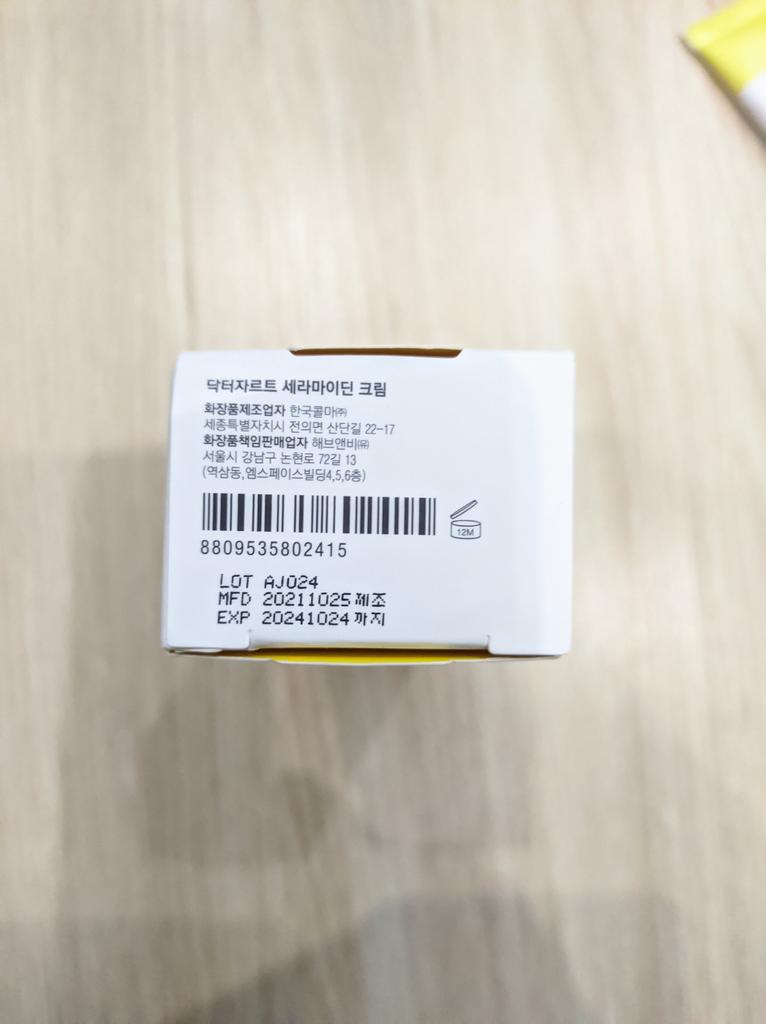 닥터자르트 세라마이딘 크림
화장품제조업자 한국콜마㈜
세종특별자치시 전의면 산단길 22-17
화장품책임판매업자 해브앤비㈲
서울시 강남구 논현로 72길 13
(역삼동,엠스페이스빌딩4,5,6층)
12M
8809535802415
LOT AJ024
MFD 20211025제조
EXP 20241024까지